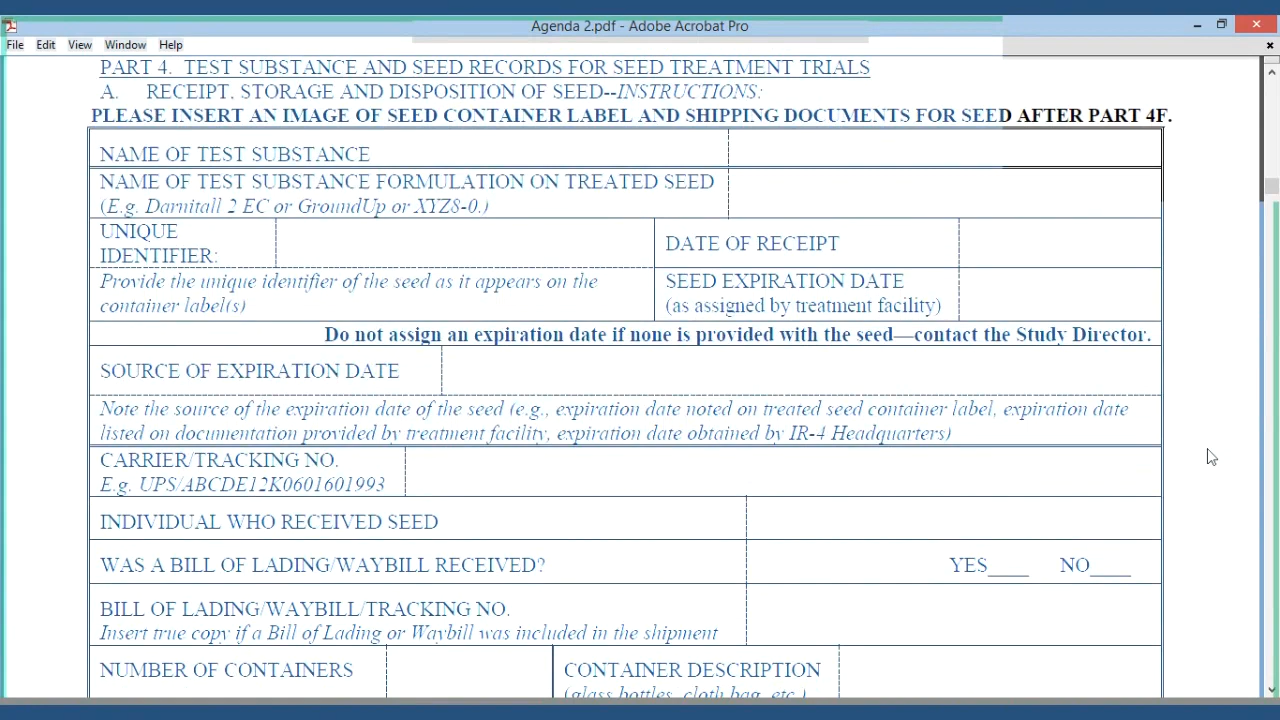 Agenda 2.pdf - Adobe Acrobat Pro
File Edit View Window Help
PART 4. TEST SUBSTANCE AND SEED RECORDS FOR SEED TREATMENT TRIALS
A. RECEIPT, STORAGE AND DISPOSITION OF SEED--INSTRUCTIONS:
PLEASE INSERT AN IMAGE OF SEED CONTAINER LABEL AND SHIPPING DOCUMENTS FOR SEED AFTER PART 4F.
NAME OF TEST SUBSTANCE
NAME OF TEST SUBSTANCE FORMULATION ON TREATED SEED
(E.g. Darnitall 2 EC or GroundUp or XYZ8-0.)
UNIQUE
IDENTIFIER:
DATE OF RECEIPT
Provide the unique identifier of the seed as it appears on the
container label(s)
SEED EXPIRATION DATE
(as assigned by treatment facility)
Do not assign an expiration date if none is provided with the seed—contact the Study Director.
SOURCE OF EXPIRATION DATE
Note the source of the expiration date of the seed (e.g., expiration date noted on treated seed container label, expiration date
listed on documentation provided by treatment facility, expiration date obtained by IR-4 Headquarters)
CARRIER/TRACKING NO.
E.g. UPS/ABCDE12K0601601993
INDIVIDUAL WHO RECEIVED SEED
WAS A BILL OF LADING/WAYBILL RECEIVED? YES____ NO____
BILL OF LADING/WAYBILL/TRACKING NO.
Insert true copy if a Bill of Lading or Waybill was included in the shipment
NUMBER OF CONTAINERS
CONTAINER DESCRIPTION
(glass bottles, cloth bag, etc.)